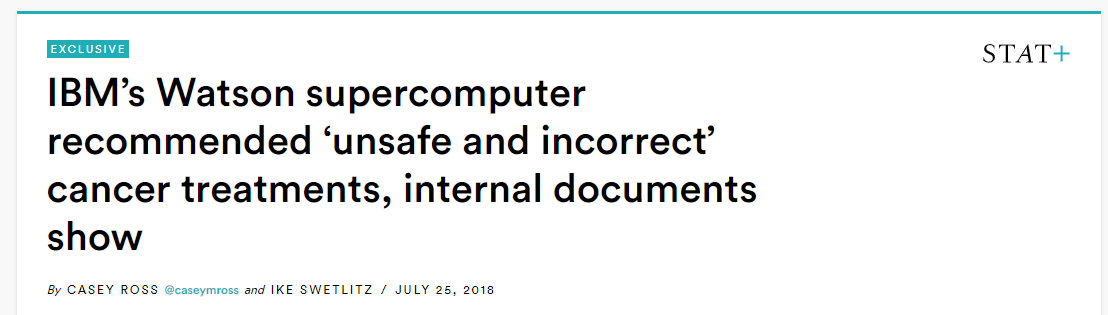 EXCLUSIVE
STAT+
IBM’s Watson supercomputer
recommended ‘unsafe and incorrect’
cancer treatments, internal documents
show
By CASEY ROSS @caseymross and IKE SWETLITZ / JULY 25, 2018